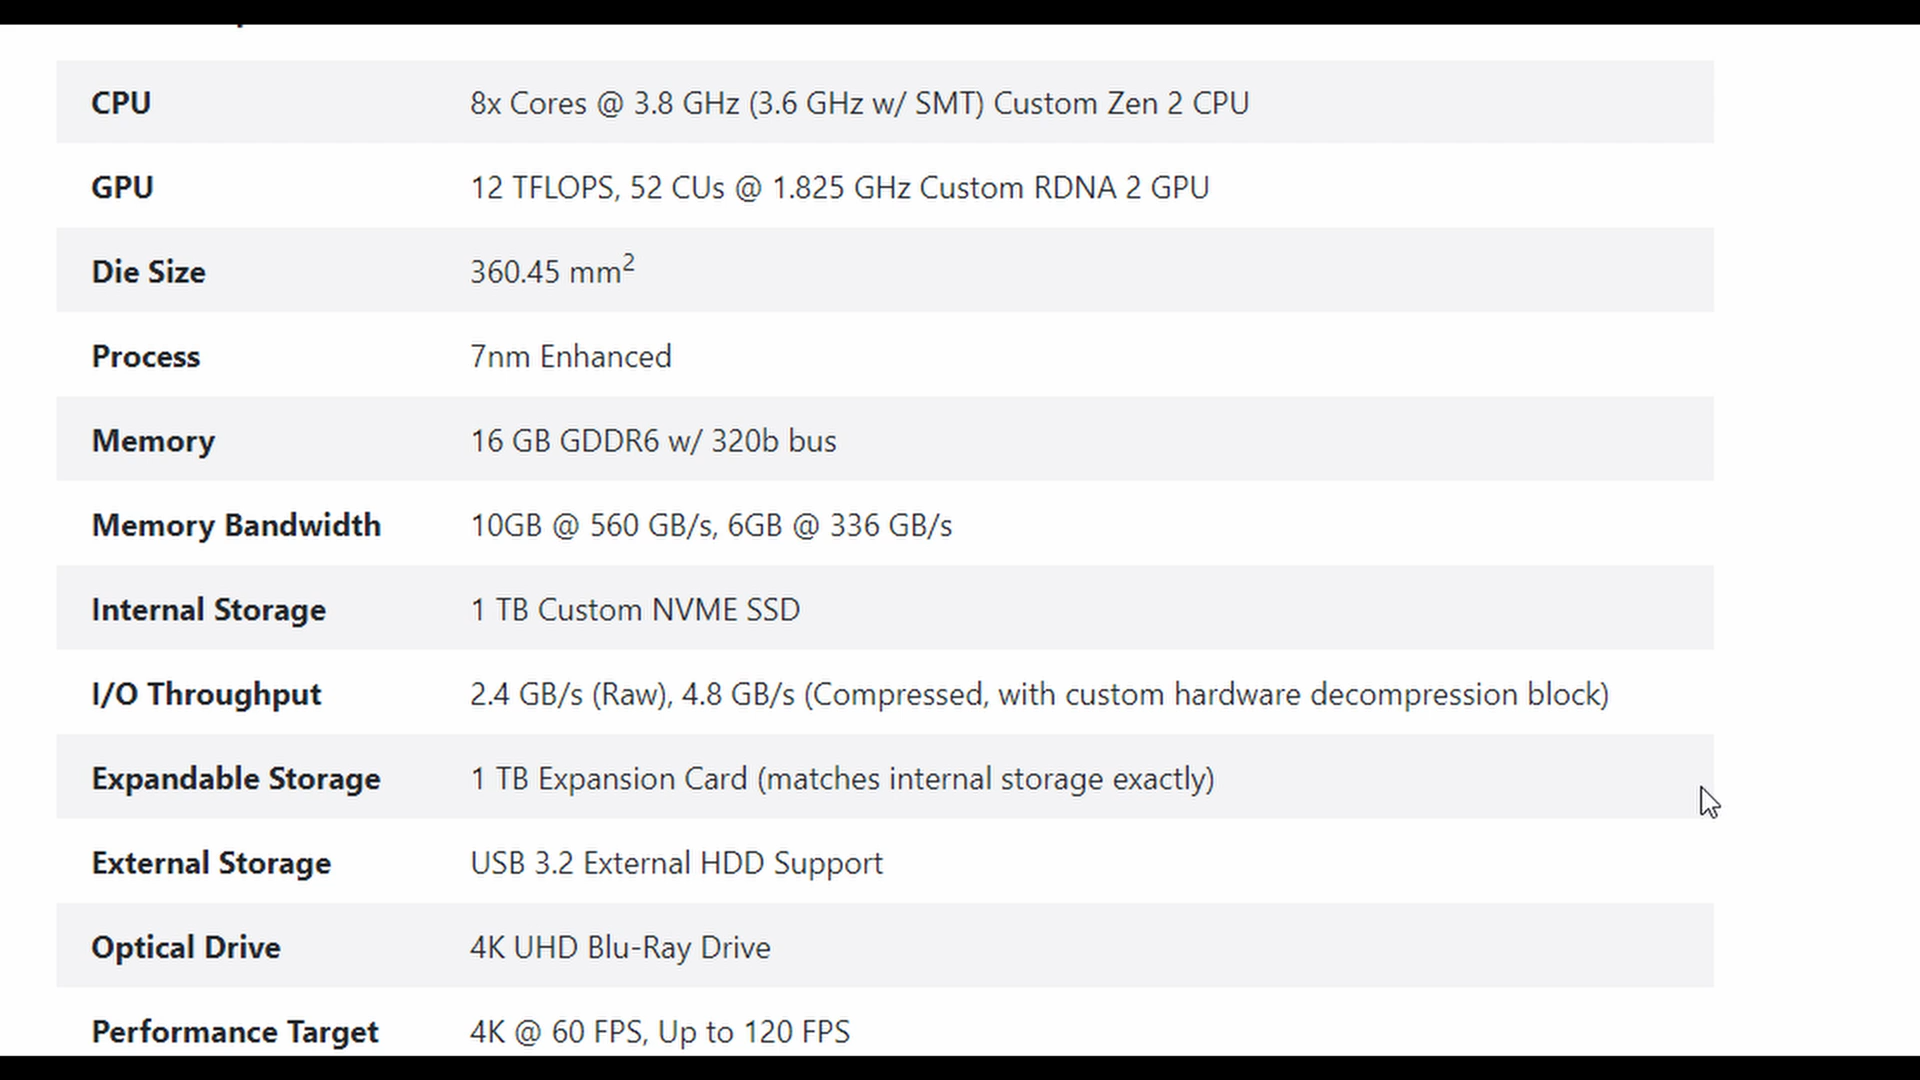 CPU 8x Cores @ 3.8 GHz (3.6 GHz w/ SMT) Custom Zen 2 CPU
GPU 12 TFLOPS, 52 CUs @ 1.825 GHz Custom RDNA 2 GPU
Die Size 360.45 mm²
Process 7nm Enhanced
Memory 16 GB GDDR6 w/ 320b bus
Memory Bandwidth 10GB @ 560 GB/s, 6GB @ 336 GB/s
Internal Storage 1 TB Custom NVME SSD
I/O Throughput 2.4 GB/s (Raw), 4.8 GB/s (Compressed, with custom hardware decompression block)
Expandable Storage 1 TB Expansion Card (matches internal storage exactly)
External Storage USB 3.2 External HDD Support
Optical Drive 4K UHD Blu-Ray Drive
Performance Target 4K @ 60 FPS, Up to 120 FPS